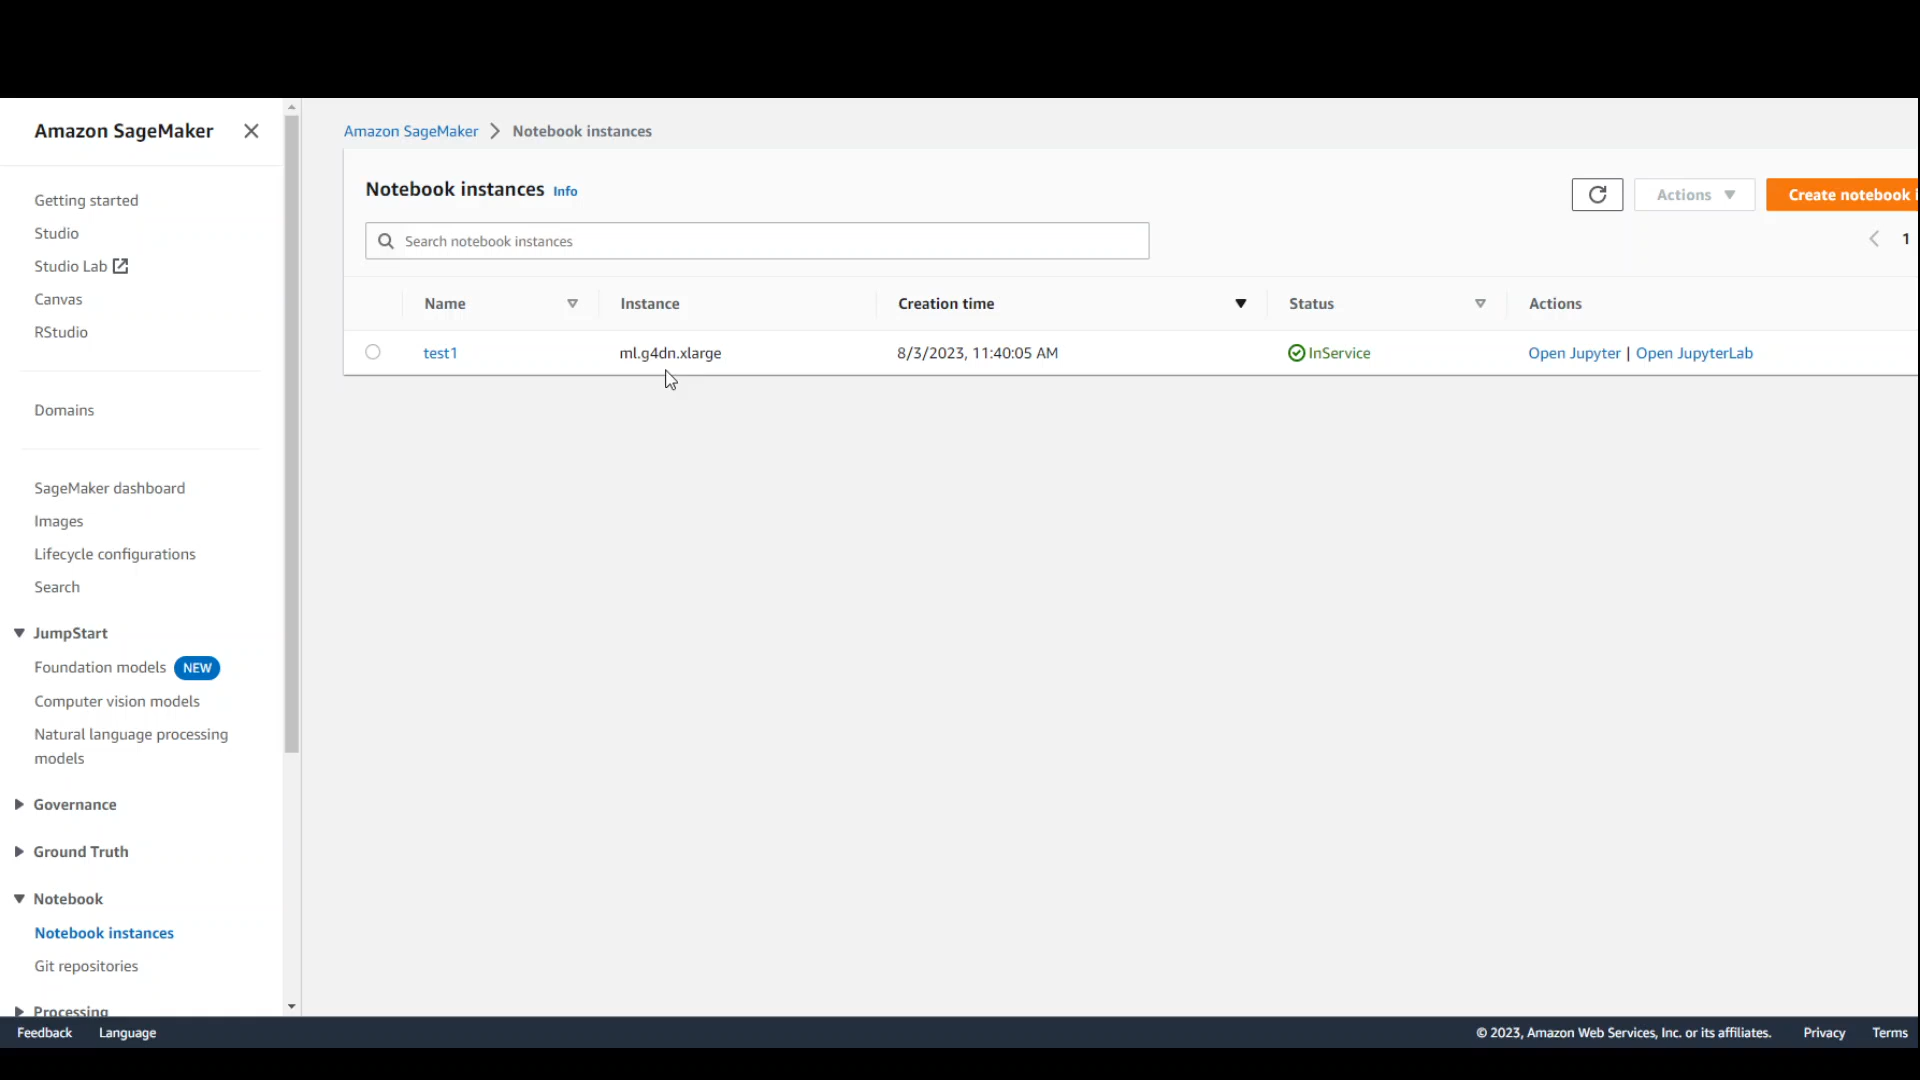 Amazon SageMaker
Getting started
Studio
Studio Lab
Canvas
RStudio
Domains
SageMaker dashboard
Images
Lifecycle configurations
Search
JumpStart
Foundation models NEW
Computer vision models
Natural language processing
models
Governance
Ground Truth
Notebook
Notebook instances
Git repositories
Processing
Amazon SageMaker > Notebook instances
Notebook instances Info
Actions
Create notebook
Search notebook instances
1
Name Instance Creation time Status Actions
test1 ml.g4dn.xlarge 8/3/2023, 11:40:05 AM InService Open Jupyter | Open JupyterLab
Feedback Language © 2023, Amazon Web Services, Inc. or its affiliates. Privacy Terms